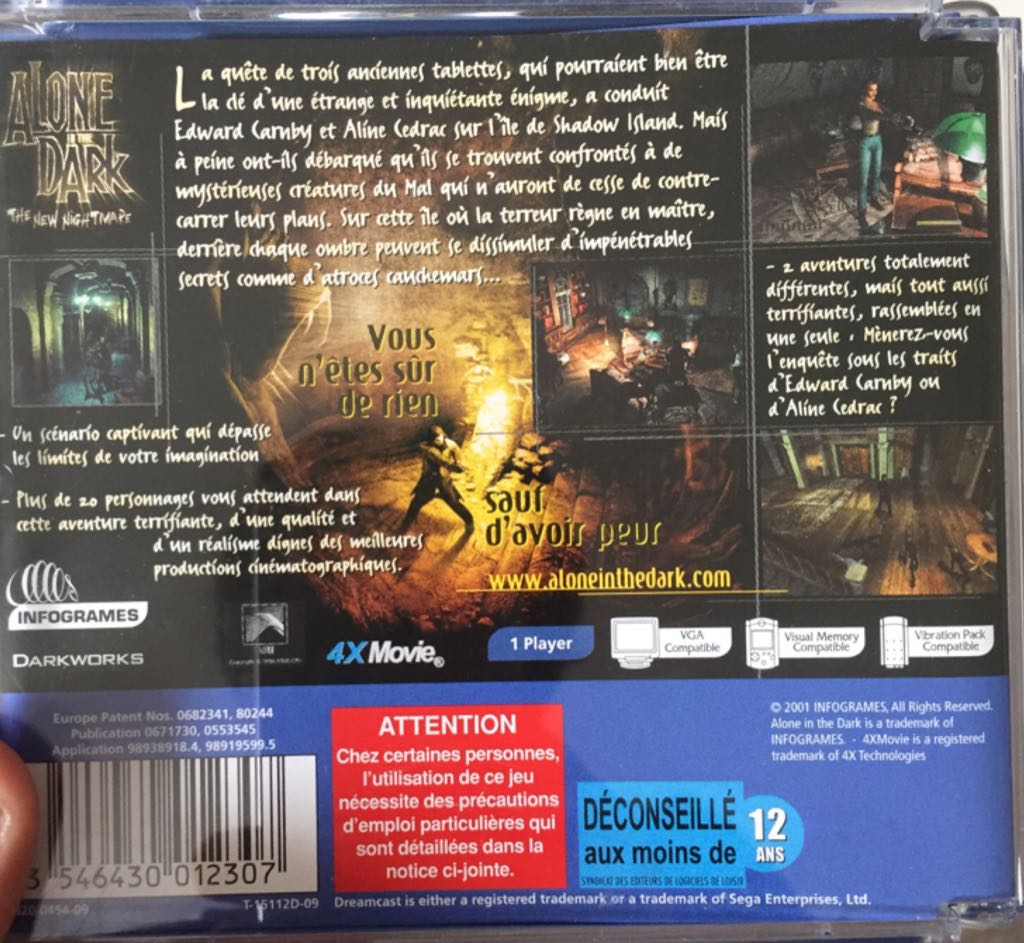 ALONE
IN THE
DARK
THE NEW NIGHTMARE
La quête de trois anciennes tablettes, qui pourraient bien être
la clé d'une étrange et inquiétante énigme, a conduit
Edward Carnby et Aline Cedrac sur l'île de Shadow Island. Mais
à peine ont-ils débarqué qu'ils se trouvent confrontés à de
mystérieuses créatures du Mal qui n'auront de cesse de contre-
carrer leurs plans. Sur cette île où la terreur règne en maître,
derrière chaque ombre peuvent se dissimuler d'impénétrables
secrets comme d'atroces cauchemars...
- 2 aventures totalement
différentes, mais tout aussi
terrifiantes, rassemblées en
une seule : Mènerez-vous
l'enquête sous les traits
d'Edward Carnby ou
d'Aline Cedrac ?
Vous
n'êtes sûr
de rien
- Un scénario captivant qui dépasse
les limites de votre imagination
- Plus de 20 personnages vous attendent dans
cette aventure terrifiante, d'une qualité et
d'un réalisme dignes des meilleures
productions cinématographiques.
sauf
d'avoir peur
www.aloneinthedark.com
INFOGRAMES
DARKWORKS
4X Movie®
1 Player
VGA
Compatible
Visual Memory
Compatible
Vibration Pack
Compatible
Europe Patent Nos. 0682341, 80244
Publication 0671730, 0553545
Application 98938918.4, 98919599.5
3 546430 012307
T-15112D-09
ATTENTION
Chez certaines personnes,
l'utilisation de ce jeu
nécessite des précautions
d'emploi particulières qui
sont détaillées dans la
notice ci-jointe.
DÉCONSEILLÉ
aux moins de
12
ANS
SYNDICAT DES EDITEURS DE LOGICIELS DE LOISIR
© 2001 INFOGRAMES, All Rights Reserved.
Alone in the Dark is a trademark of
INFOGRAMES. - 4XMovie is a registered
trademark of 4X Technologies
Dreamcast is either a registered trademark or a trademark of Sega Enterprises, Ltd.